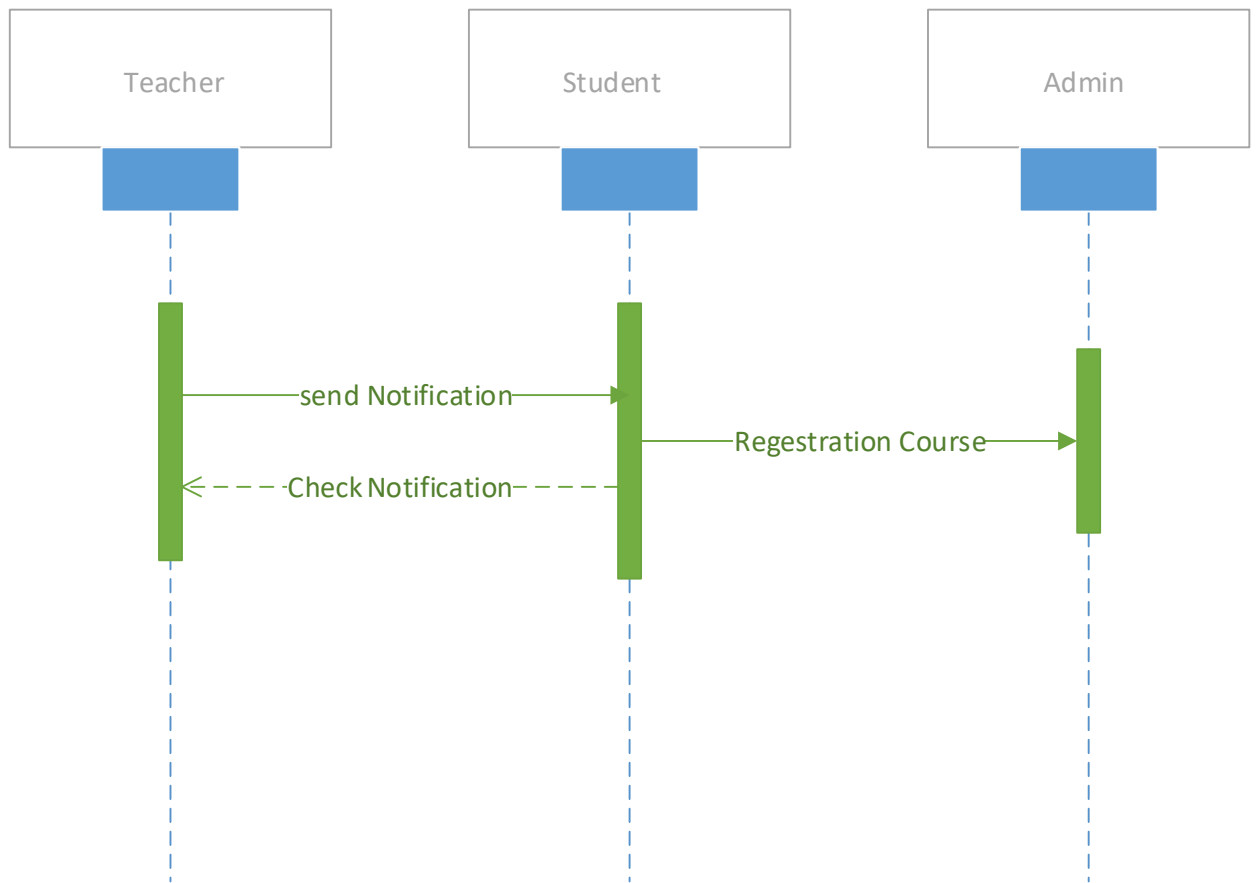 Teacher
Student
Admin
send Notification
Regestration Course
Check Notification